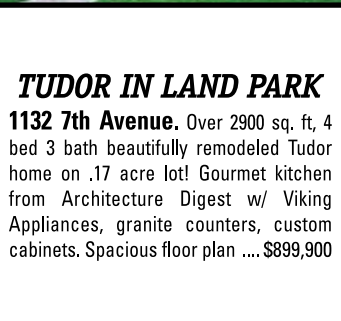 TUDOR IN LAND PARK
1132 7th Avenue. Over 2900 sq. ft, 4
bed 3 bath beautifully remodeled Tudor
home on .17 acre lot! Gourmet kitchen
from Architecture Digest w/ Viking
Appliances, granite counters, custom
cabinets. Spacious floor plan .... $899,900